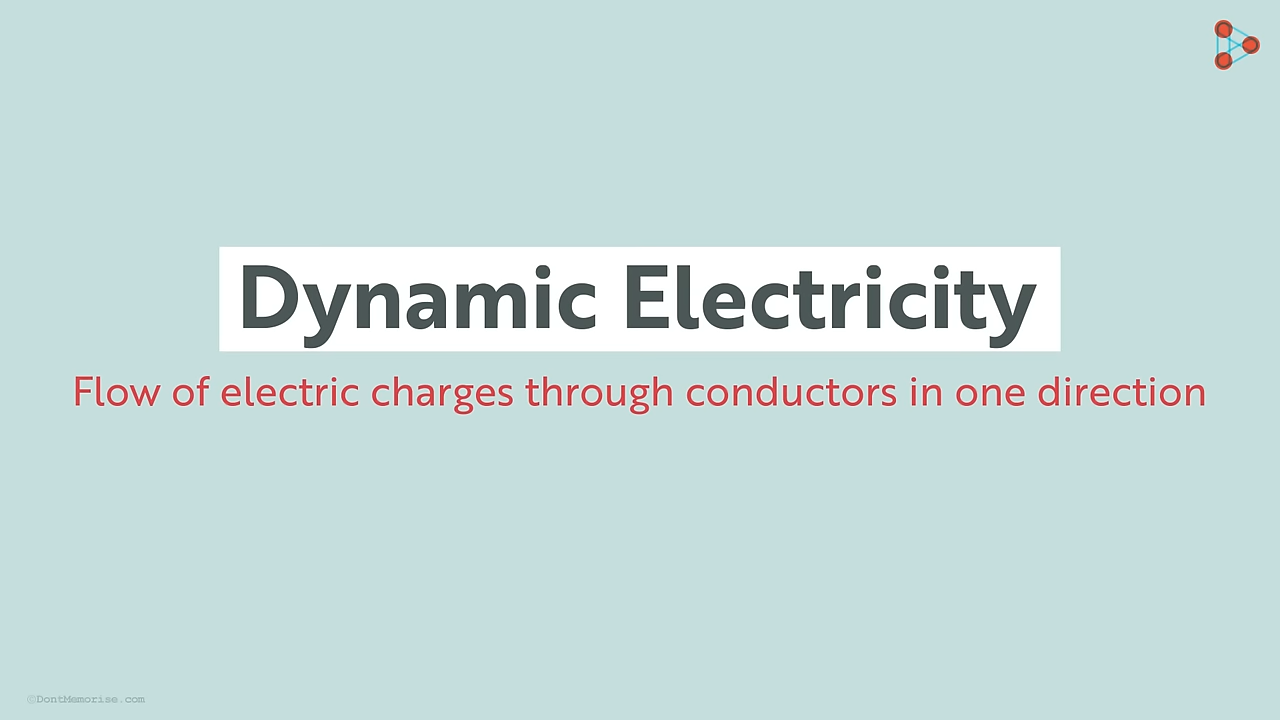 Dynamic Electricity
Flow of electric charges through conductors in one direction
©DontMemorise.com